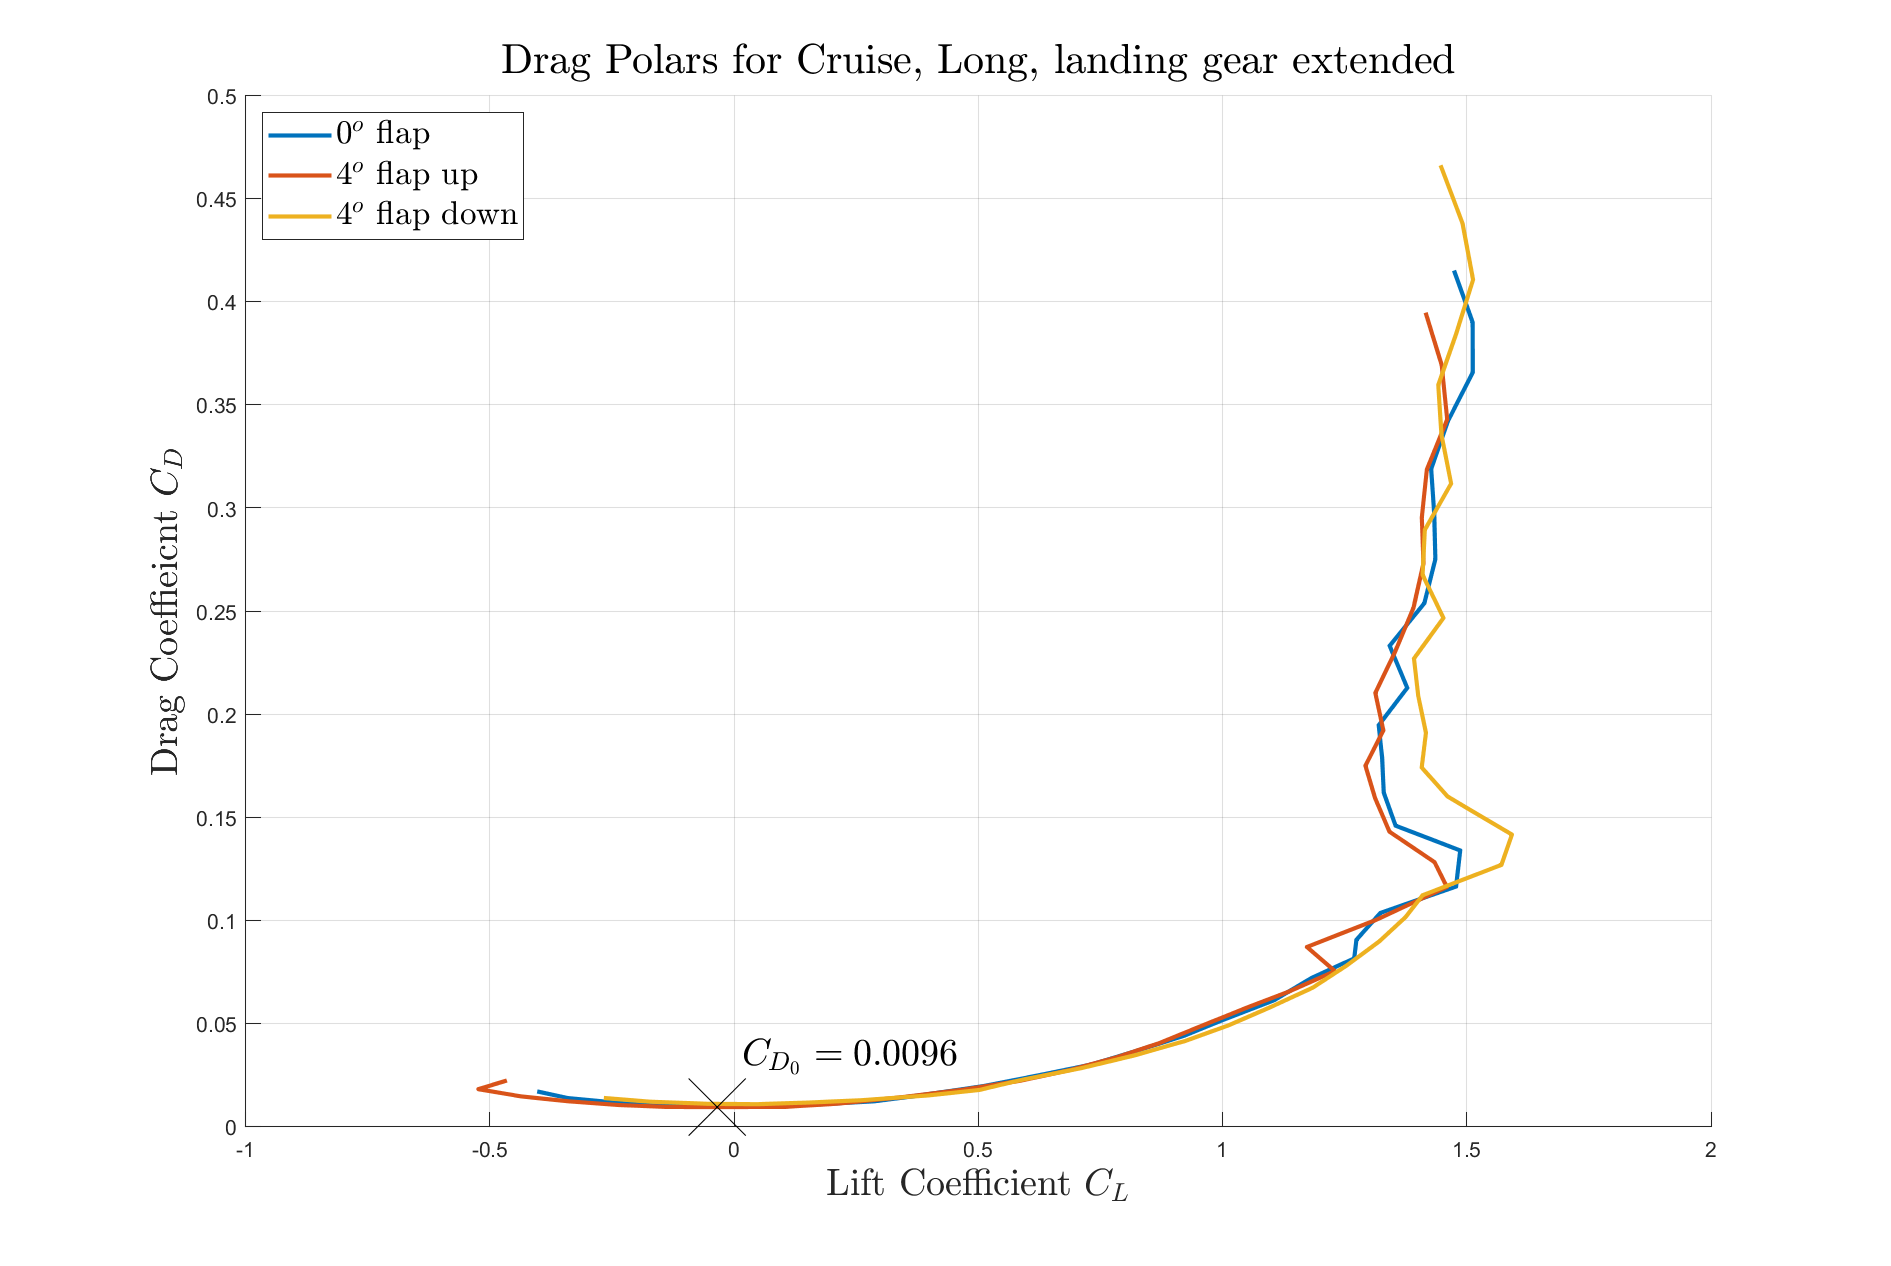 Drag Polars for Cruise, Long, landing gear extended
0.5
0.45
0.4
0.35
0.3
0.25
0.2
0.15
0.1
0.05
0
0° flap
4° flap up
4° flap down
Drag Coeffieicnt C_D
C_{D_0} = 0.0096
-1 -0.5 0 0.5 1 1.5 2
Lift Coefficient C_L